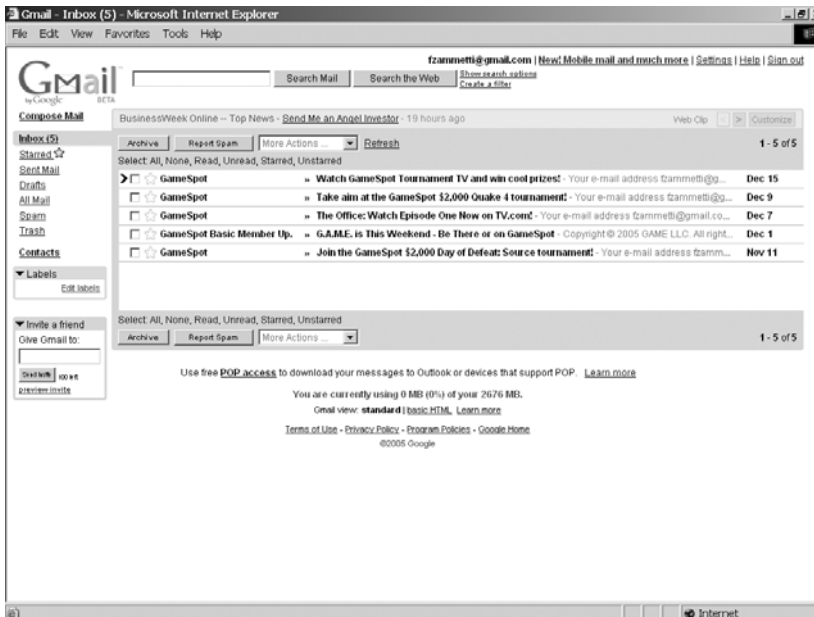 Gmail - Inbox (5) - Microsoft Internet Explorer
File Edit View Favorites Tools Help
fzammetti@gmail.com | New! Mobile mail and much more | Settings | Help | Sign out
GMail™ by Google BETA
Search Mail Search the Web Show search options
Create a filter
Compose Mail
BusinessWeek Online -- Top News - Send Me an Angel Investor - 19 hours ago Web Clip < > Customize
Inbox (5)
Starred
Sent Mail
Drafts
All Mail
Spam
Trash
Contacts
Labels
Edit labels
Invite a friend
Give Gmail to:
100 left
preview invite
Archive Report Spam More Actions ... Refresh 1 - 5 of 5
Select: All, None, Read, Unread, Starred, Unstarred
GameSpot » Watch GameSpot Tournament TV and win cool prizes! - Your e-mail address fzammetti@g... Dec 15
GameSpot » Take aim at the GameSpot $2,000 Quake 4 tournament! - Your e-mail address fzammetti@g... Dec 9
GameSpot » The Office: Watch Episode One Now on TV.com! - Your e-mail address fzammetti@gmail.co... Dec 7
GameSpot Basic Member Up. » G.A.M.E. is This Weekend - Be There or on GameSpot - Copyright © 2005 GAME LLC. All right... Dec 1
GameSpot » Join the GameSpot $2,000 Day of Defeat: Source tournament! - Your e-mail address fzamm... Nov 11
Select: All, None, Read, Unread, Starred, Unstarred
Archive Report Spam More Actions ... 1 - 5 of 5
Use free POP access to download your messages to Outlook or devices that support POP. Learn more
You are currently using 0 MB (0%) of your 2676 MB.
Gmail view: standard | basic HTML Learn more
Terms of Use - Privacy Policy - Program Policies - Google Home
©2005 Google
Internet